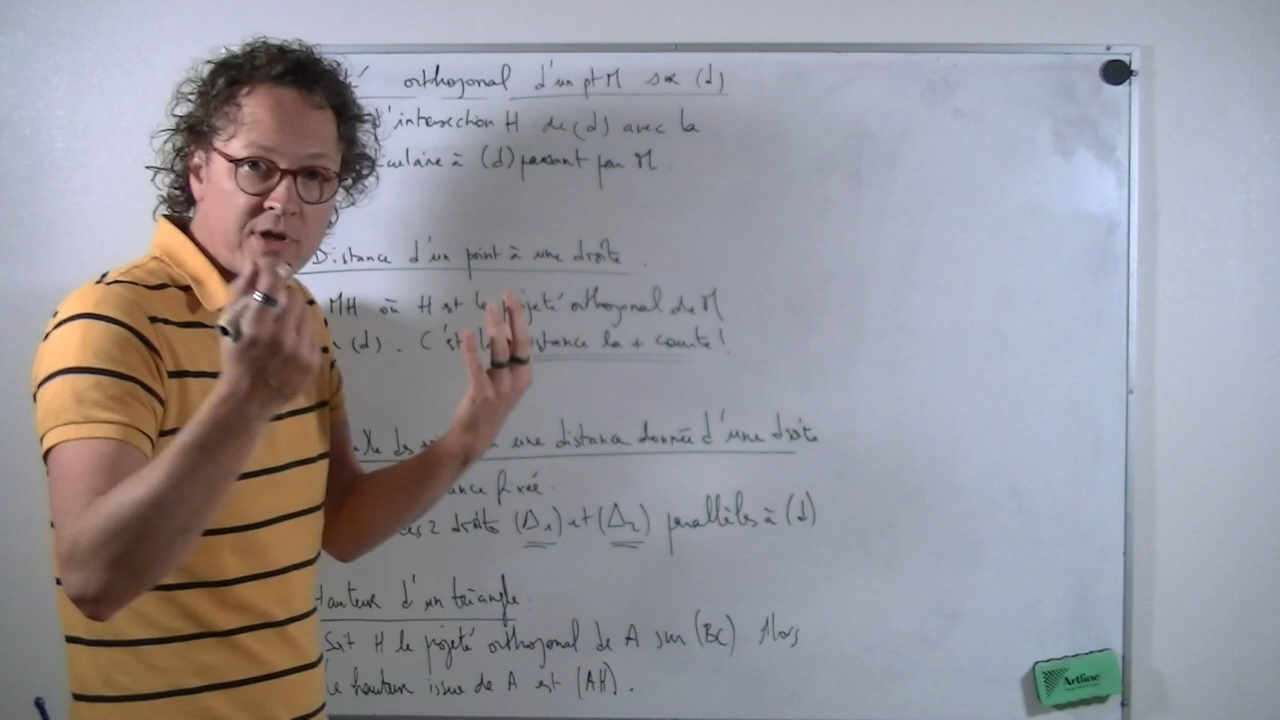 orthogonal d'un pt M sur (d)
d'intersection H de (d) avec la
culaire à (d) passant par M.
Distance d'un point à une droite.
MH où H est le projeté orthogonal de M
(d). C'est la distance la + courte!
une distance donnée d'une droite
ance fixée.
2 droites (Δ1) et (Δ2) parallèles à (d)
Hauteur d'un triangle.
Soit H le projeté orthogonal de A sur (BC). Alors
la hauteur issue de A est (AH).
Artline